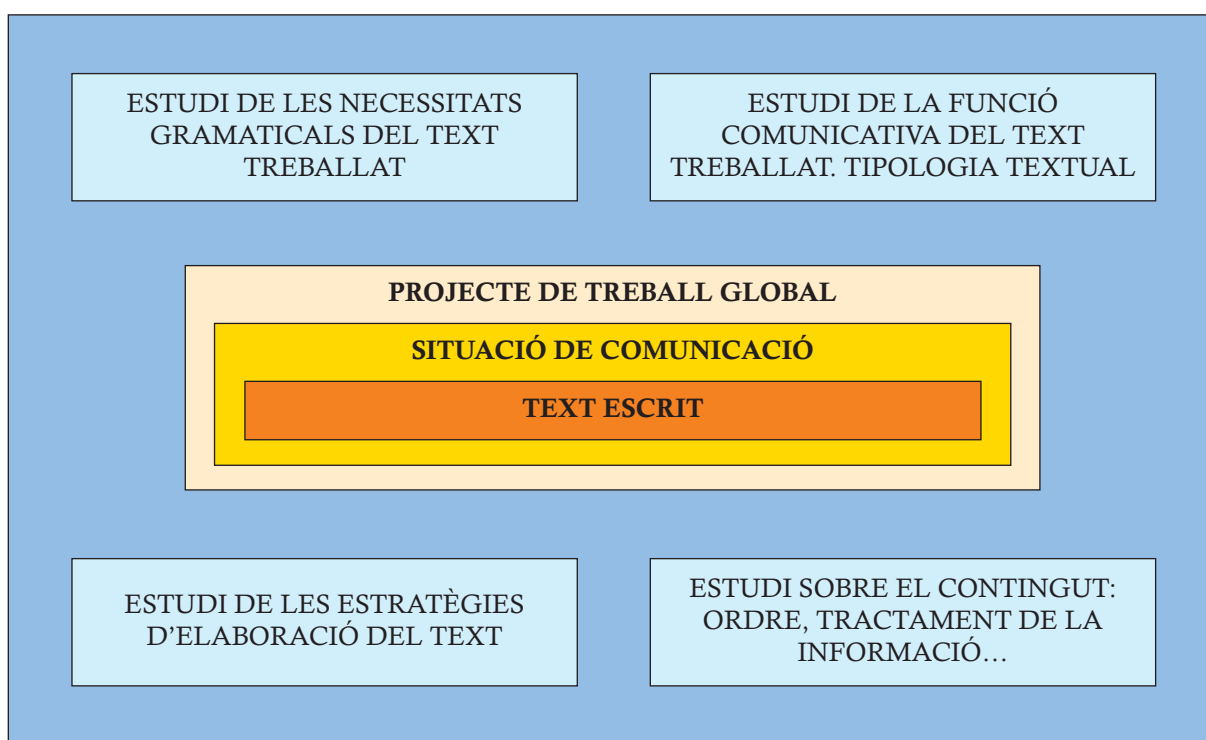 ESTUDI DE LES NECESSITATS
GRAMATICALS DEL TEXT
TREBALLAT
ESTUDI DE LA FUNCIÓ
COMUNICATIVA DEL TEXT
TREBALLAT. TIPOLOGIA TEXTUAL
PROJECTE DE TREBALL GLOBAL
SITUACIÓ DE COMUNICACIÓ
TEXT ESCRIT
ESTUDI DE LES ESTRATÈGIES
D’ELABORACIÓ DEL TEXT
ESTUDI SOBRE EL CONTINGUT:
ORDRE, TRACTAMENT DE LA
INFORMACIÓ…